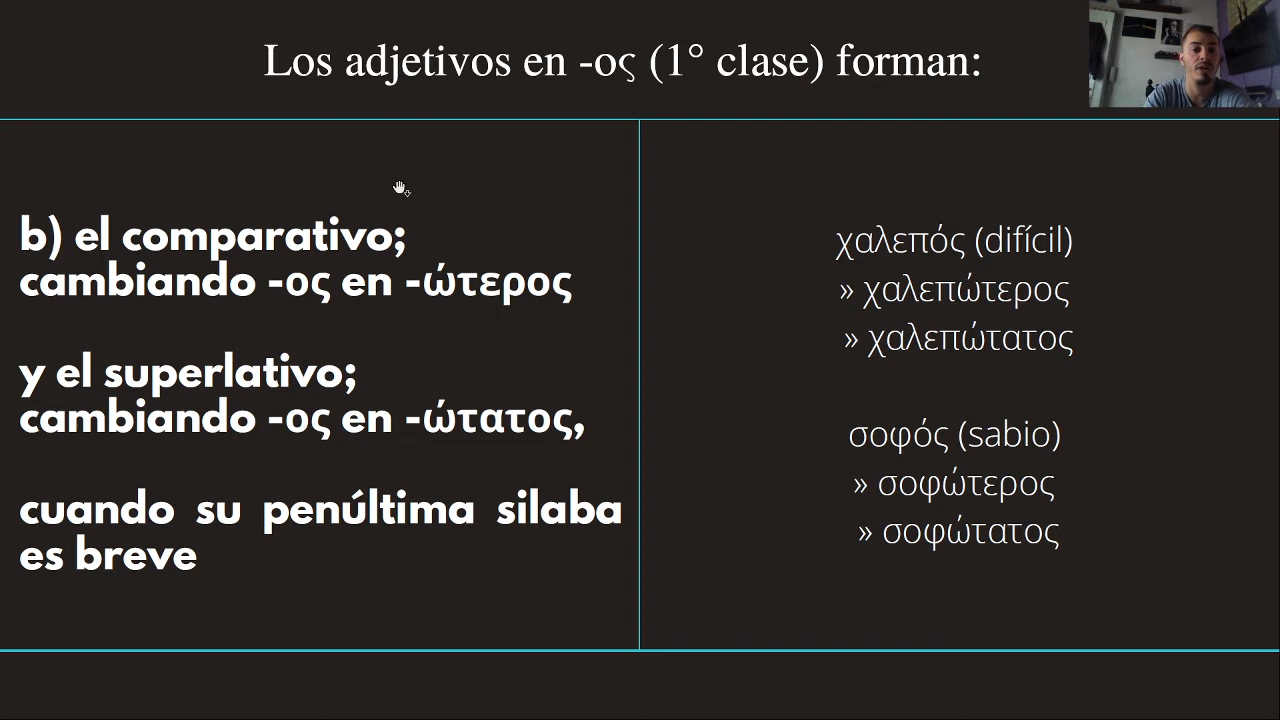 Los adjetivos en -ος (1° clase) forman:
b) el comparativo;
cambiando -ος en -ώτερος
y el superlativo;
cambiando -ος en -ώτατος,
cuando su penúltima silaba
es breve
χαλεπός (difícil)
» χαλεπώτερος
» χαλεπώτατος
σοφός (sabio)
» σοφώτερος
» σοφώτατος